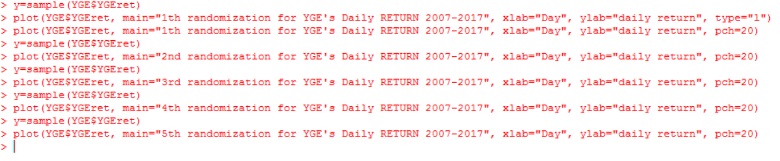 > y=sample(YGE$YGEret)
> plot(YGE$YGEret, main="1th randomization for YGE's Daily RETURN 2007-2017", xlab="Day", ylab="daily return", type="l")
> plot(YGE$YGEret, main="1th randomization for YGE's Daily RETURN 2007-2017", xlab="Day", ylab="daily return", pch=20)
> y=sample(YGE$YGEret)
> plot(YGE$YGEret, main="2nd randomization for YGE's Daily RETURN 2007-2017", xlab="Day", ylab="daily return", pch=20)
> y=sample(YGE$YGEret)
> plot(YGE$YGEret, main="3rd randomization for YGE's Daily RETURN 2007-2017", xlab="Day", ylab="daily return", pch=20)
> y=sample(YGE$YGEret)
> plot(YGE$YGEret, main="4th randomization for YGE's Daily RETURN 2007-2017", xlab="Day", ylab="daily return", pch=20)
> y=sample(YGE$YGEret)
> plot(YGE$YGEret, main="5th randomization for YGE's Daily RETURN 2007-2017", xlab="Day", ylab="daily return", pch=20)
>